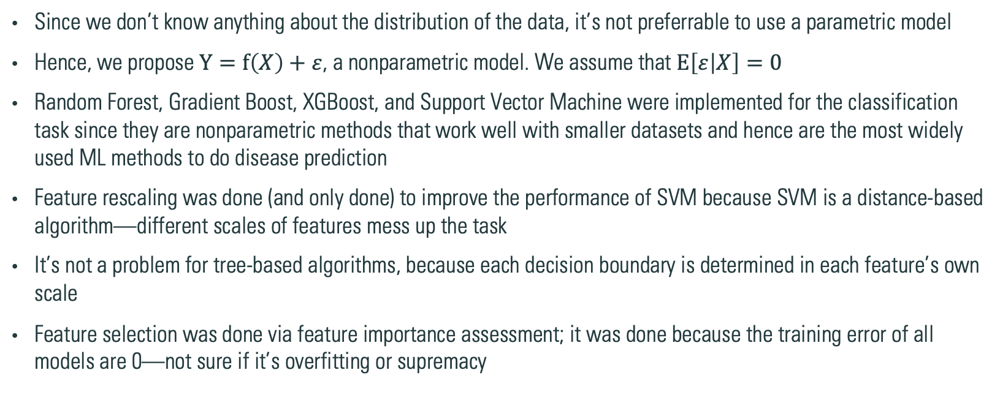 • Since we don't know anything about the distribution of the data, it's not preferrable to use a parametric model
• Hence, we propose Y = f(X) + ε, a nonparametric model. We assume that E[ε|X] = 0
• Random Forest, Gradient Boost, XGBoost, and Support Vector Machine were implemented for the classification
task since they are nonparametric methods that work well with smaller datasets and hence are the most widely
used ML methods to do disease prediction
• Feature rescaling was done (and only done) to improve the performance of SVM because SVM is a distance-based
algorithm—different scales of features mess up the task
• It's not a problem for tree-based algorithms, because each decision boundary is determined in each feature's own
scale
• Feature selection was done via feature importance assessment; it was done because the training error of all
models are 0—not sure if it's overfitting or supremacy